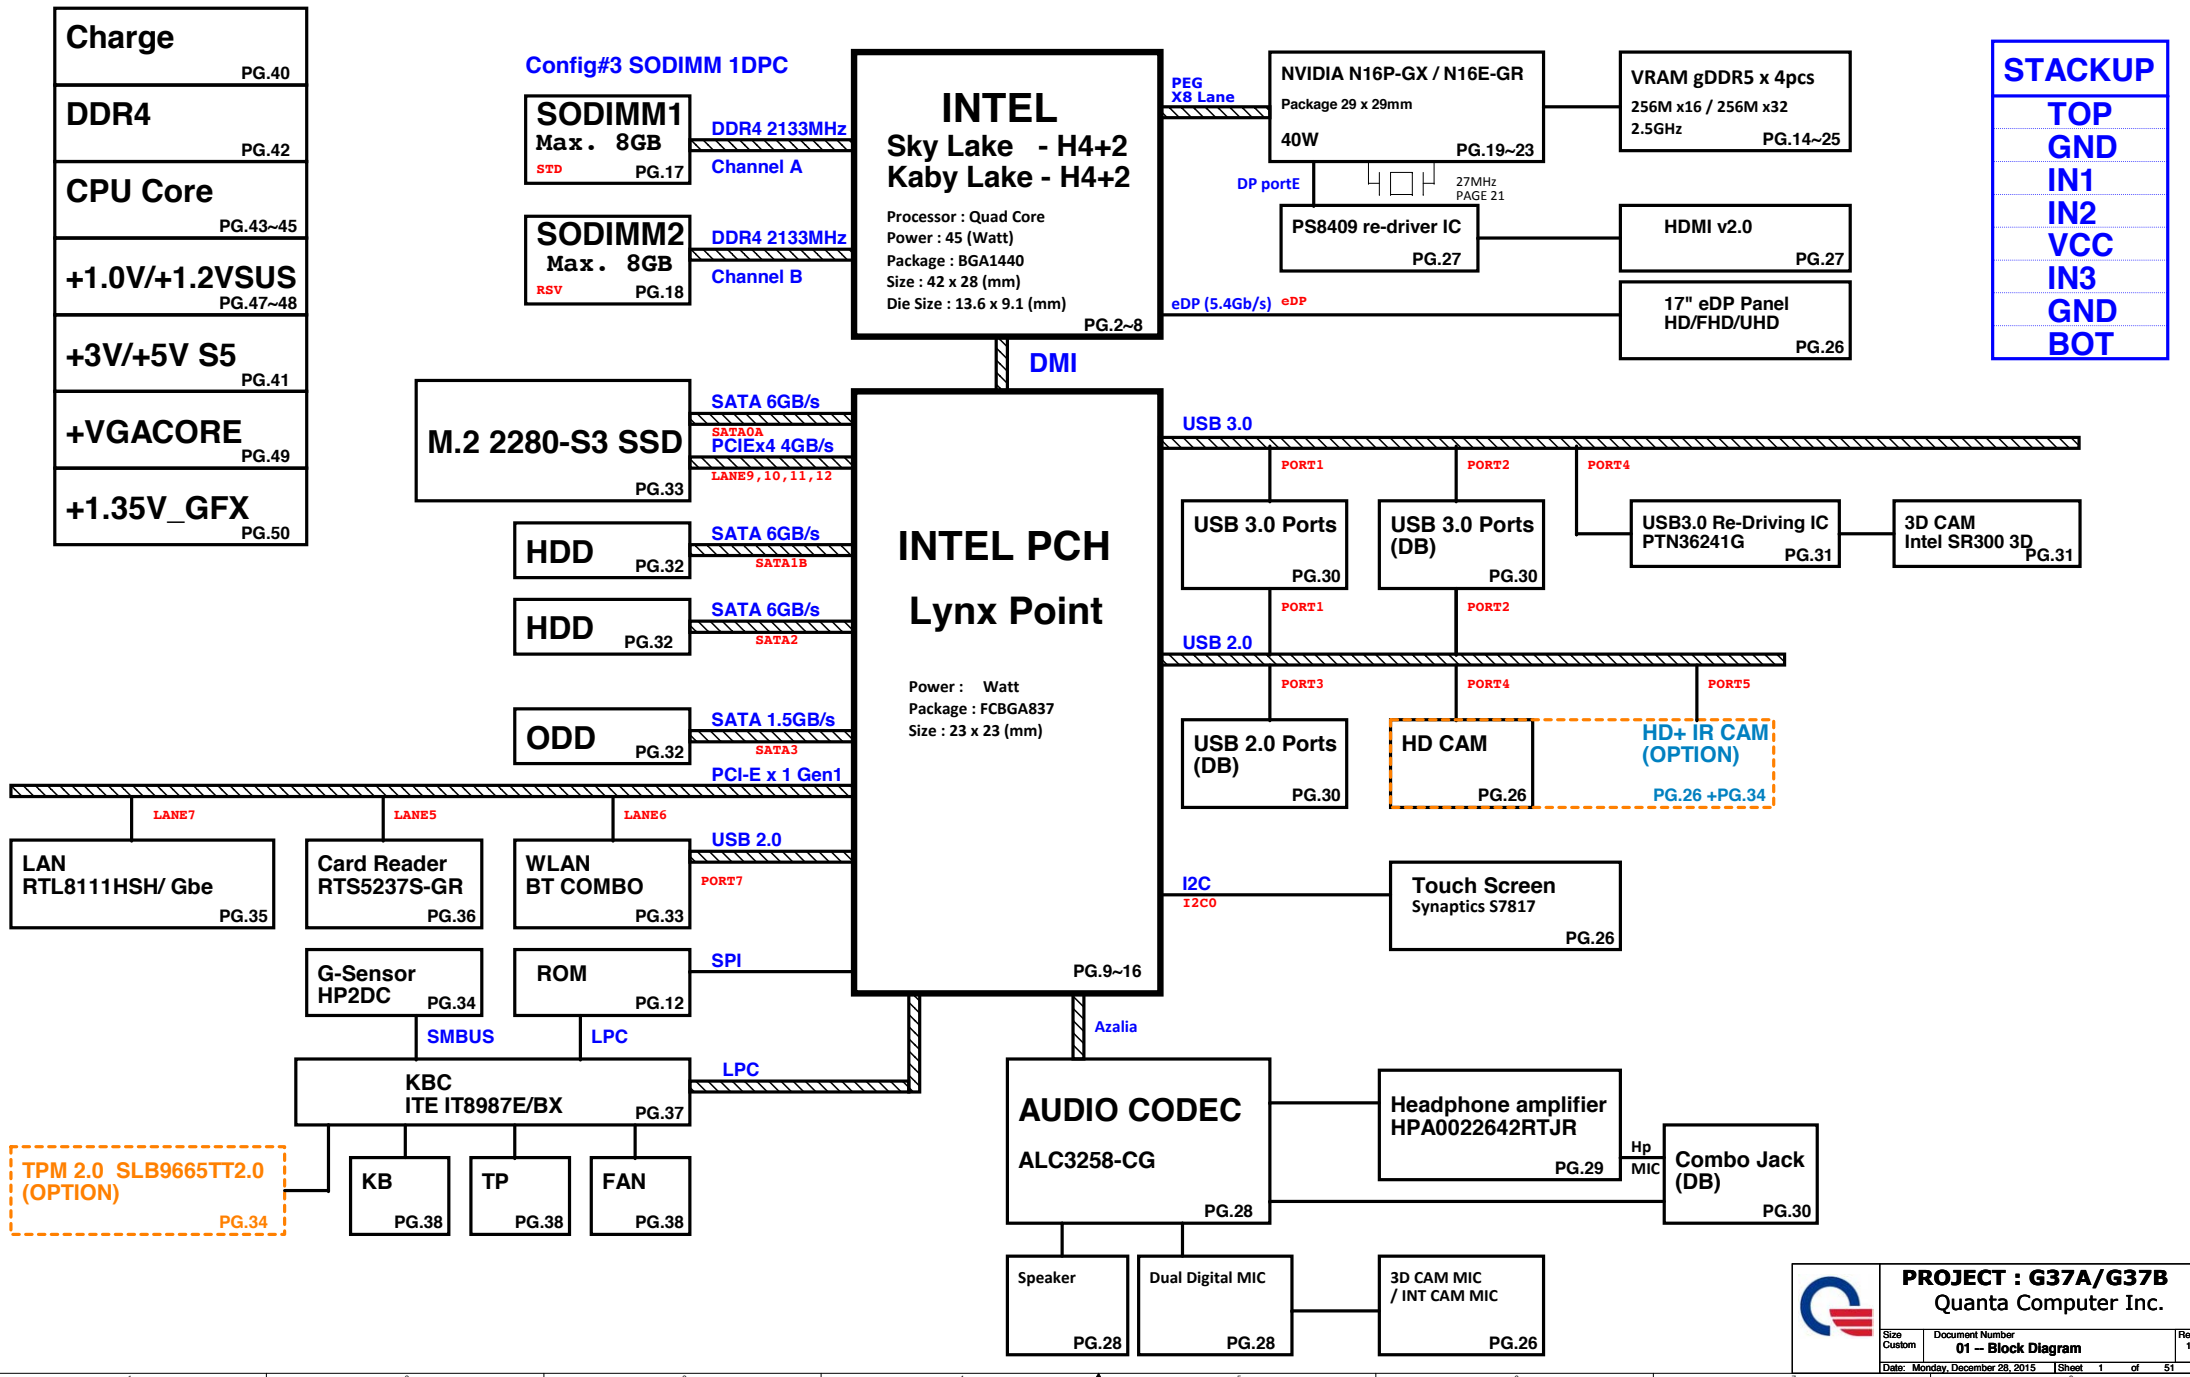 Charge
PG.40
DDR4
PG.42
CPU Core
PG.43~45
+1.0V/+1.2VSUS
PG.47~48
+3V/+5V S5
PG.41
+VGACORE
PG.49
+1.35V_GFX
PG.50
Config#3 SODIMM 1DPC
SODIMM1
Max. 8GB
STD
PG.17
DDR4 2133MHz
Channel A
SODIMM2
Max. 8GB
RSV
PG.18
DDR4 2133MHz
Channel B
INTEL
Sky Lake - H4+2
Kaby Lake - H4+2
Processor : Quad Core
Power : 45 (Watt)
Package : BGA1440
Size : 42 x 28 (mm)
Die Size : 13.6 x 9.1 (mm)
PG.2~8
PEG
X8 Lane
NVIDIA N16P-GX / N16E-GR
Package 29 x 29mm
40W
PG.19~23
VRAM gDDR5 x 4pcs
256M x16 / 256M x32
2.5GHz
PG.14~25
DP portE
27MHz
PAGE 21
PS8409 re-driver IC
PG.27
HDMI v2.0
PG.27
eDP (5.4Gb/s)
eDP
17" eDP Panel
HD/FHD/UHD
PG.26
STACKUP
TOP
GND
IN1
IN2
VCC
IN3
GND
BOT
DMI
M.2 2280-S3 SSD
PG.33
SATA 6GB/s
SATA0A
PCIEx4 4GB/s
LANE9,10,11,12
HDD
PG.32
SATA 6GB/s
SATA1B
HDD
PG.32
SATA 6GB/s
SATA2
ODD
PG.32
SATA 1.5GB/s
SATA3
PCI-E x 1 Gen1
INTEL PCH
Lynx Point
Power : Watt
Package : FCBGA837
Size : 23 x 23 (mm)
PG.9~16
USB 3.0
PORT1
PORT2
PORT4
USB 3.0 Ports
PG.30
USB 3.0 Ports
(DB)
PG.30
USB3.0 Re-Driving IC
PTN36241G
PG.31
3D CAM
Intel SR300 3D
PG.31
PORT1
PORT2
USB 2.0
PORT3
PORT4
PORT5
USB 2.0 Ports
(DB)
PG.30
HD CAM
PG.26
HD+ IR CAM
(OPTION)
PG.26 +PG.34
LANE7
LANE5
LANE6
LAN
RTL8111HSH/ Gbe
PG.35
Card Reader
RTS5237S-GR
PG.36
WLAN
BT COMBO
PG.33
USB 2.0
PORT7
I2C
I2C0
Touch Screen
Synaptics S7817
PG.26
G-Sensor
HP2DC
PG.34
ROM
PG.12
SPI
SMBUS
LPC
KBC
ITE IT8987E/BX
PG.37
LPC
Azalia
TPM 2.0 SLB9665TT2.0
(OPTION)
PG.34
KB
PG.38
TP
PG.38
FAN
PG.38
AUDIO CODEC
ALC3258-CG
PG.28
Headphone amplifier
HPA0022642RTJR
PG.29
Hp
MIC
Combo Jack
(DB)
PG.30
Speaker
PG.28
Dual Digital MIC
PG.28
3D CAM MIC
/ INT CAM MIC
PG.26
PROJECT : G37A/G37B
Quanta Computer Inc.
Size
Custom
Document Number
01 -- Block Diagram
Date: Monday, December 28, 2015
Sheet 1 of 51